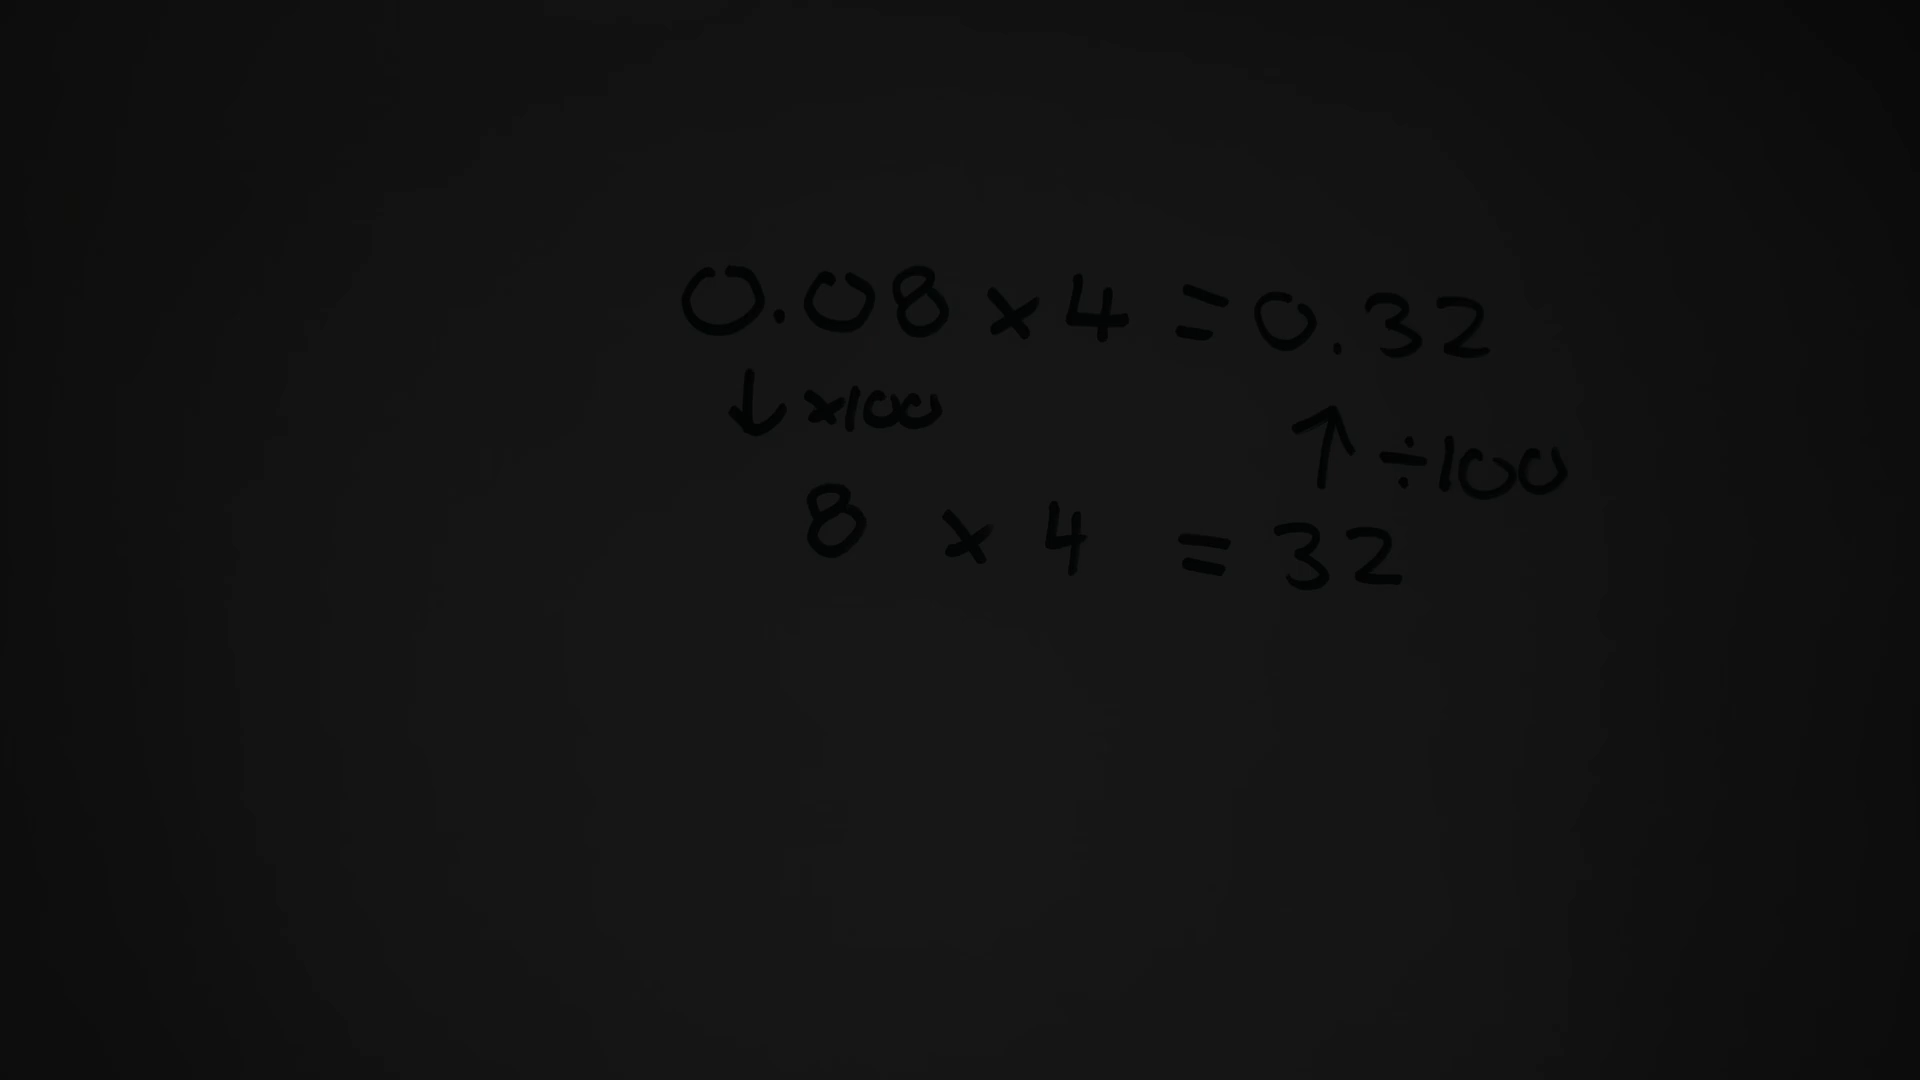 0.08 × 4 = 0.32
↓ ×100
↑ ÷100
8 × 4 = 32